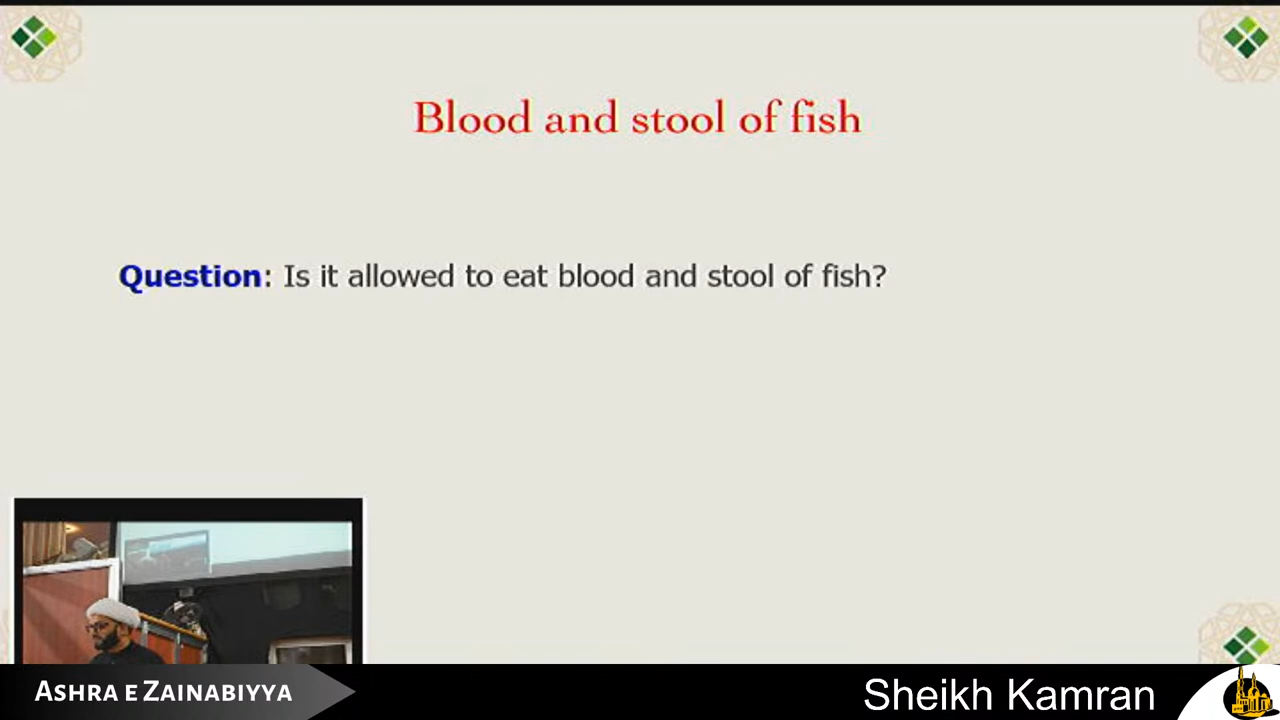 Blood and stool of fish
Question: Is it allowed to eat blood and stool of fish?
ASHRA E ZAINABIYYA
Sheikh Kamran